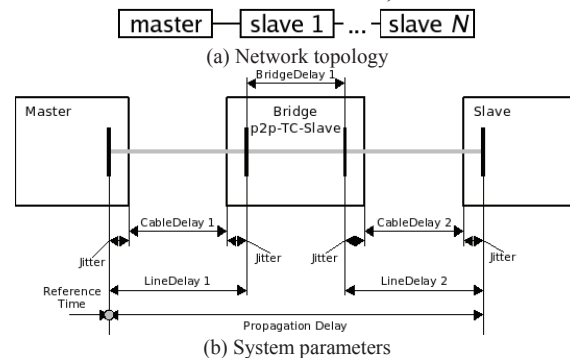 master slave 1 ... slave N
(a) Network topology
BridgeDelay 1
Master Bridge Slave
p2p-TC-Slave
CableDelay 1 CableDelay 2
Jitter Jitter Jitter Jitter
LineDelay 1 LineDelay 2
Reference
Time
Propagation Delay
(b) System parameters